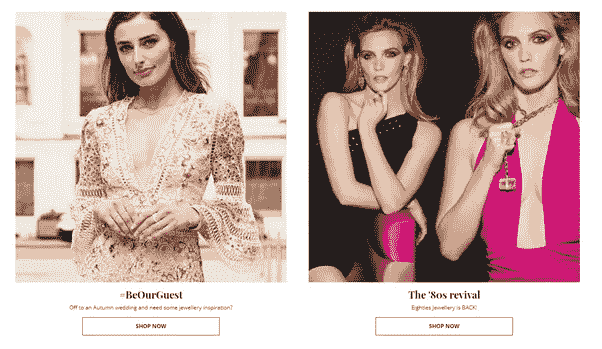 #BeOurGuest
Off to an Autumn wedding and need some jewellery inspiration?
SHOP NOW
The '80s revival
Eighties Jewellery is BACK!
SHOP NOW